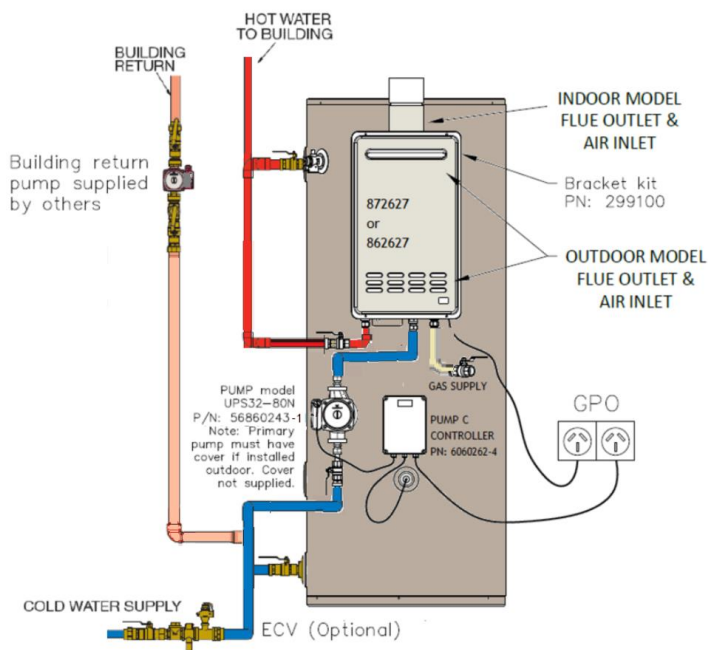 HOT WATER
TO BUILDING
BUILDING
RETURN
INDOOR MODEL
FLUE OUTLET &
AIR INLET
Building return
pump supplied
by others
Bracket kit
PN: 299100
872627
or
862627
OUTDOOR MODEL
FLUE OUTLET &
AIR INLET
GAS SUPPLY
PUMP model
UPS32-80N
P/N: 56860243-1
Note: Primary
pump must have
cover if installed
outdoor. Cover
not supplied.
PUMP C
CONTROLLER
PN: 6060262-4
GPO
COLD WATER SUPPLY
ECV (Optional)